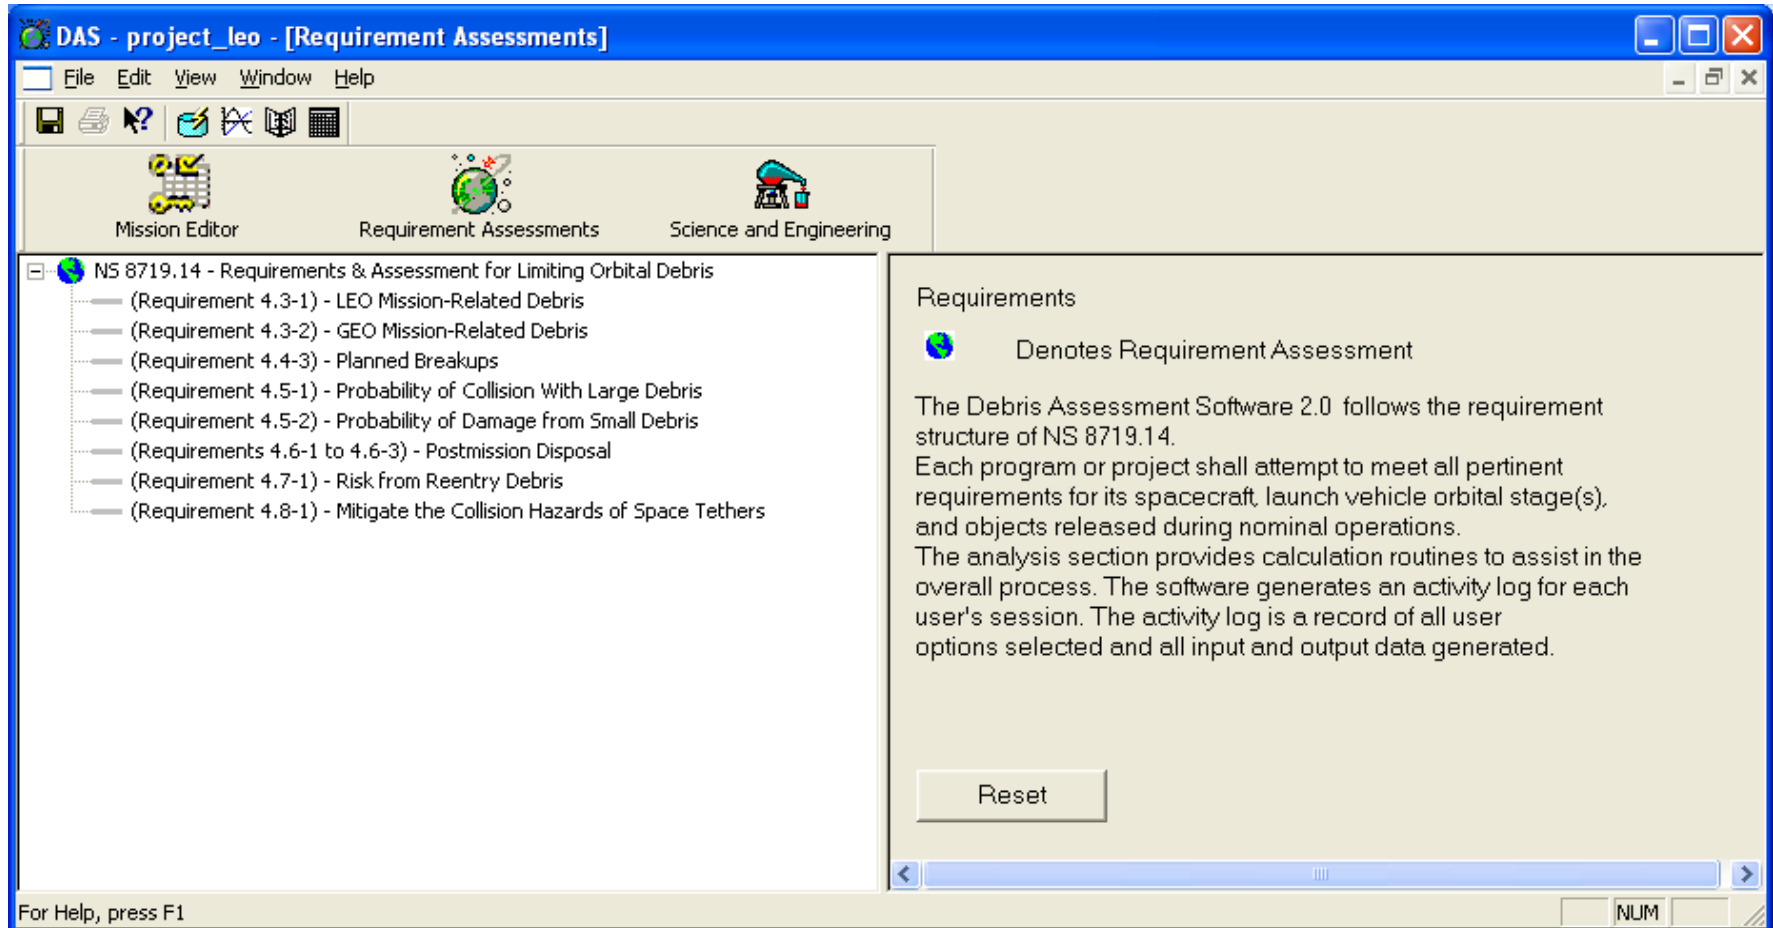 DAS - project_leo - [Requirement Assessments]
File Edit View Window Help
Mission Editor Requirement Assessments Science and Engineering
NS 8719.14 - Requirements & Assessment for Limiting Orbital Debris
(Requirement 4.3-1) - LEO Mission-Related Debris
(Requirement 4.3-2) - GEO Mission-Related Debris
(Requirement 4.4-3) - Planned Breakups
(Requirement 4.5-1) - Probability of Collision With Large Debris
(Requirement 4.5-2) - Probability of Damage from Small Debris
(Requirements 4.6-1 to 4.6-3) - Postmission Disposal
(Requirement 4.7-1) - Risk from Reentry Debris
(Requirement 4.8-1) - Mitigate the Collision Hazards of Space Tethers
Requirements
Denotes Requirement Assessment
The Debris Assessment Software 2.0 follows the requirement
structure of NS 8719.14.
Each program or project shall attempt to meet all pertinent
requirements for its spacecraft, launch vehicle orbital stage(s),
and objects released during nominal operations.
The analysis section provides calculation routines to assist in the
overall process. The software generates an activity log for each
user's session. The activity log is a record of all user
options selected and all input and output data generated.
Reset
For Help, press F1
NUM